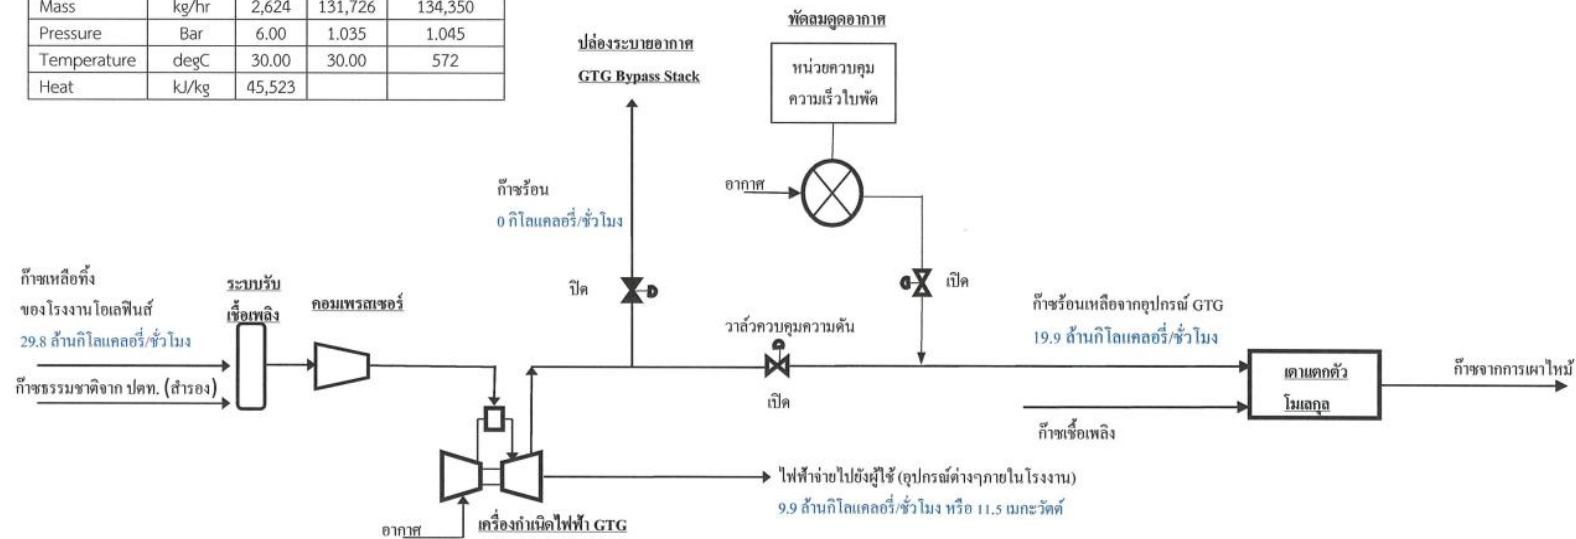 Mass kg/hr 2,624 131,726 134,350
Pressure Bar 6.00 1.035 1.045
Temperature degC 30.00 30.00 572
Heat kJ/kg 45,523
พัดลมดูดอากาศ
หน่วยควบคุม
ความเร็วใบพัด
ปล่องระบายอากาศ
GTG Bypass Stack
ก๊าซร้อน
0 กิโลแคลอรี่/ชั่วโมง
อากาศ
ปิด
เปิด
ก๊าซเหลือทิ้ง
ของโรงงานโอเลฟินส์
29.8 ล้านกิโลแคลอรี่/ชั่วโมง
ก๊าซธรรมชาติจาก ปตท. (สำรอง)
ระบบรับ
เชื้อเพลิง
คอมเพรสเซอร์
วาล์วควบคุมความดัน
เปิด
ก๊าซร้อนเหลือจากอุปกรณ์ GTG
19.9 ล้านกิโลแคลอรี่/ชั่วโมง
ก๊าซเชื้อเพลิง
เตาแตกตัว
โมเลกุล
ก๊าซจากการเผาไหม้
ไฟฟ้าจ่ายไปยังผู้ใช้ (อุปกรณ์ต่างๆภายในโรงงาน)
9.9 ล้านกิโลแคลอรี่/ชั่วโมง หรือ 11.5 เมกะวัตต์
อากาศ
เครื่องกำเนิดไฟฟ้า GTG